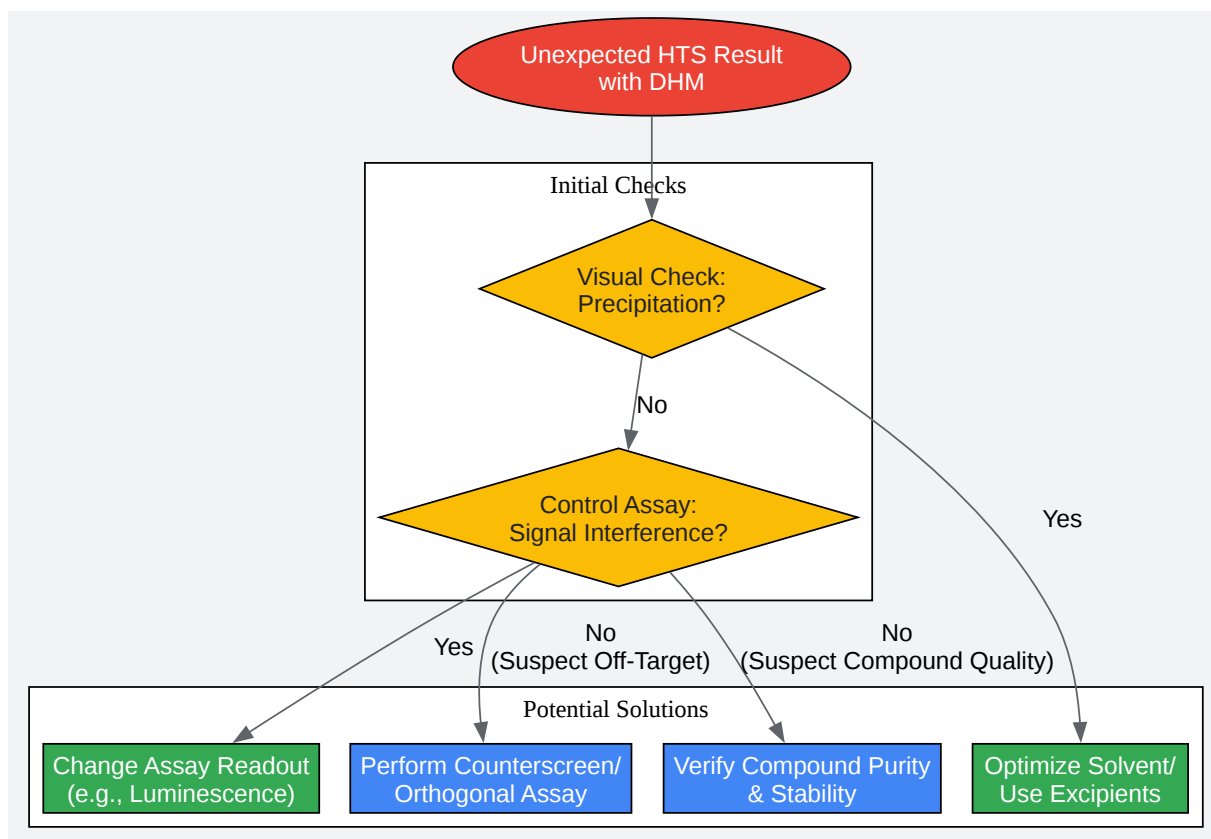 Unexpected HTS Result
with DHM
Initial Checks
Visual Check:
Precipitation?
No
Control Assay:
Signal Interference?
Yes
Yes
No
(Suspect Off-Target)
No
(Suspect Compound Quality)
Potential Solutions
Change Assay Readout
(e.g., Luminescence)
Perform Counterscreen/
Orthogonal Assay
Verify Compound Purity
& Stability
Optimize Solvent/
Use Excipients